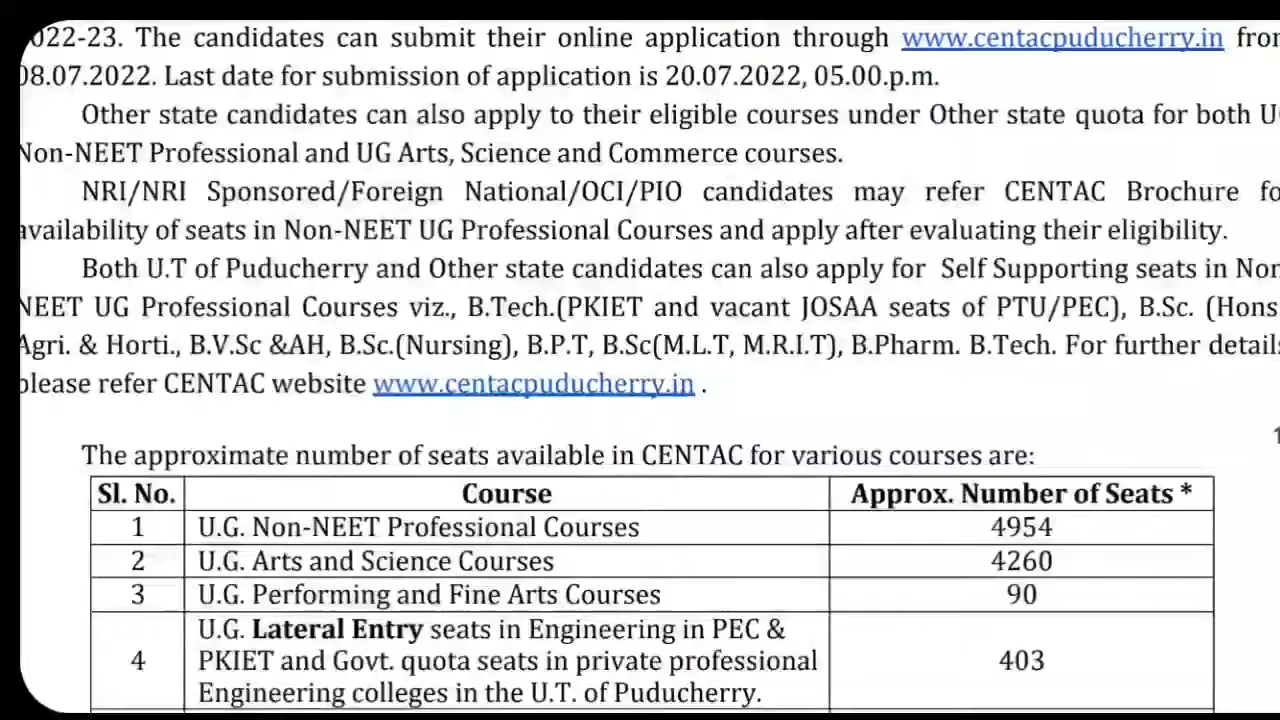 2022-23. The candidates can submit their online application through www.centacpuducherry.in from
08.07.2022. Last date for submission of application is 20.07.2022, 05.00.p.m.
Other state candidates can also apply to their eligible courses under Other state quota for both UG
Non-NEET Professional and UG Arts, Science and Commerce courses.
NRI/NRI Sponsored/Foreign National/OCI/PIO candidates may refer CENTAC Brochure for
availability of seats in Non-NEET UG Professional Courses and apply after evaluating their eligibility.
Both U.T of Puducherry and Other state candidates can also apply for Self Supporting seats in Non-
NEET UG Professional Courses viz., B.Tech.(PKIET and vacant JOSAA seats of PTU/PEC), B.Sc. (Hons)
Agri. & Horti., B.V.Sc &AH, B.Sc.(Nursing), B.P.T, B.Sc(M.L.T, M.R.I.T), B.Pharm. B.Tech. For further details
please refer CENTAC website www.centacpuducherry.in .
1
The approximate number of seats available in CENTAC for various courses are:
Sl. No. Course Approx. Number of Seats *
1 U.G. Non-NEET Professional Courses 4954
2 U.G. Arts and Science Courses 4260
3 U.G. Performing and Fine Arts Courses 90
U.G. Lateral Entry seats in Engineering in PEC &
4 PKIET and Govt. quota seats in private professional 403
Engineering colleges in the U.T. of Puducherry.